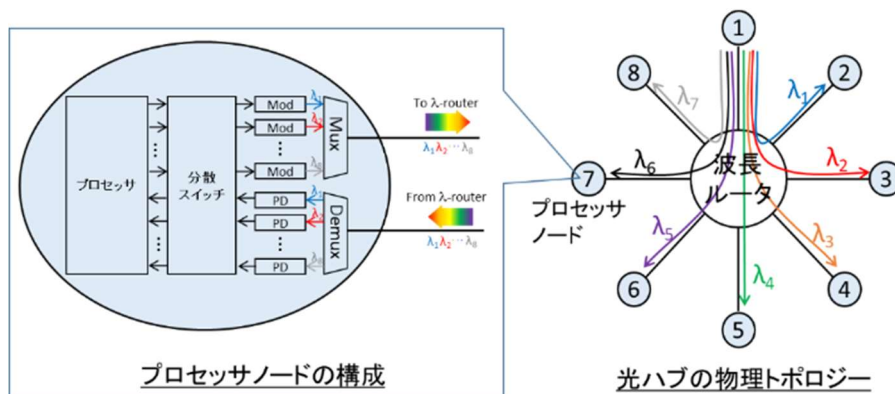 プロセッサ
分散
スイッチ
Mod
Mod
Mod
PD
PD
PD
Mux
Demux
To λ-router
λ₁λ₂⋯λ₈
From λ-router
λ₁λ₂⋯λ₈
プロセッサノードの構成
1
2
3
4
5
6
7
8
λ₁
λ₂
λ₃
λ₄
λ₅
λ₆
λ₇
波長
ルータ
プロセッサ
ノード
光ハブの物理トポロジー